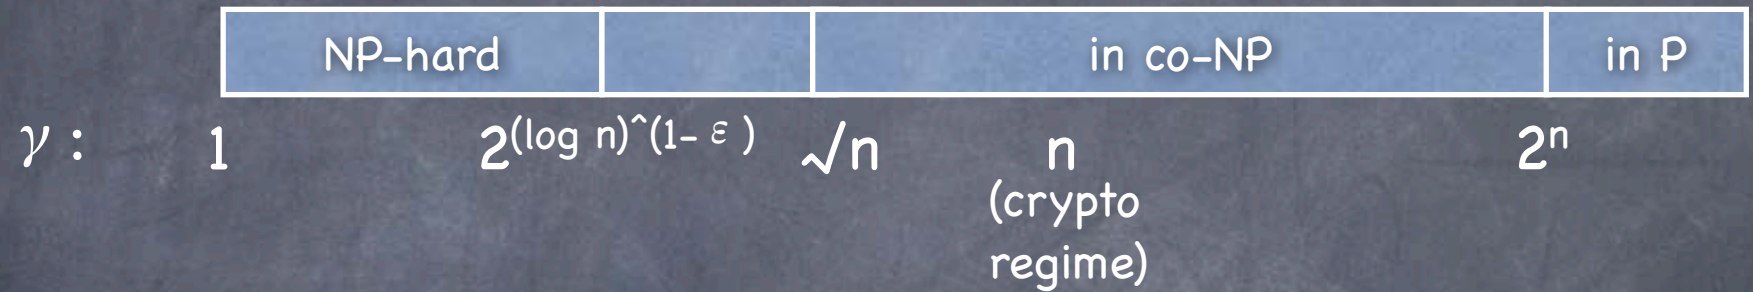 NP-hard in co-NP in P
γ : 1 2^(log n)^(1- ε ) √n n 2ⁿ
(crypto
regime)